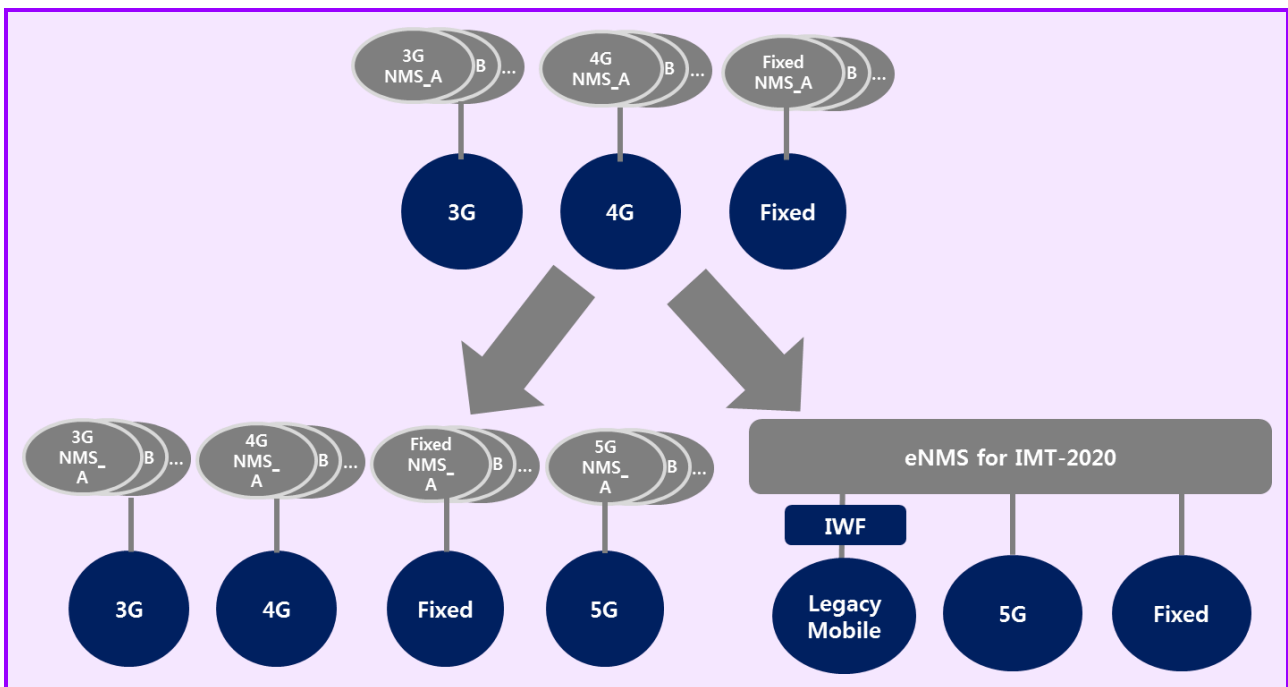 3G
NMS_A
B
...
4G
NMS_A
B
...
Fixed
NMS_A
B
...
3G
4G
Fixed
3G
NMS_
A
B
...
4G
NMS_
A
B
...
Fixed
NMS_
A
B
...
5G
NMS_
A
B
...
eNMS for IMT-2020
IWF
3G
4G
Fixed
5G
Legacy
Mobile
5G
Fixed